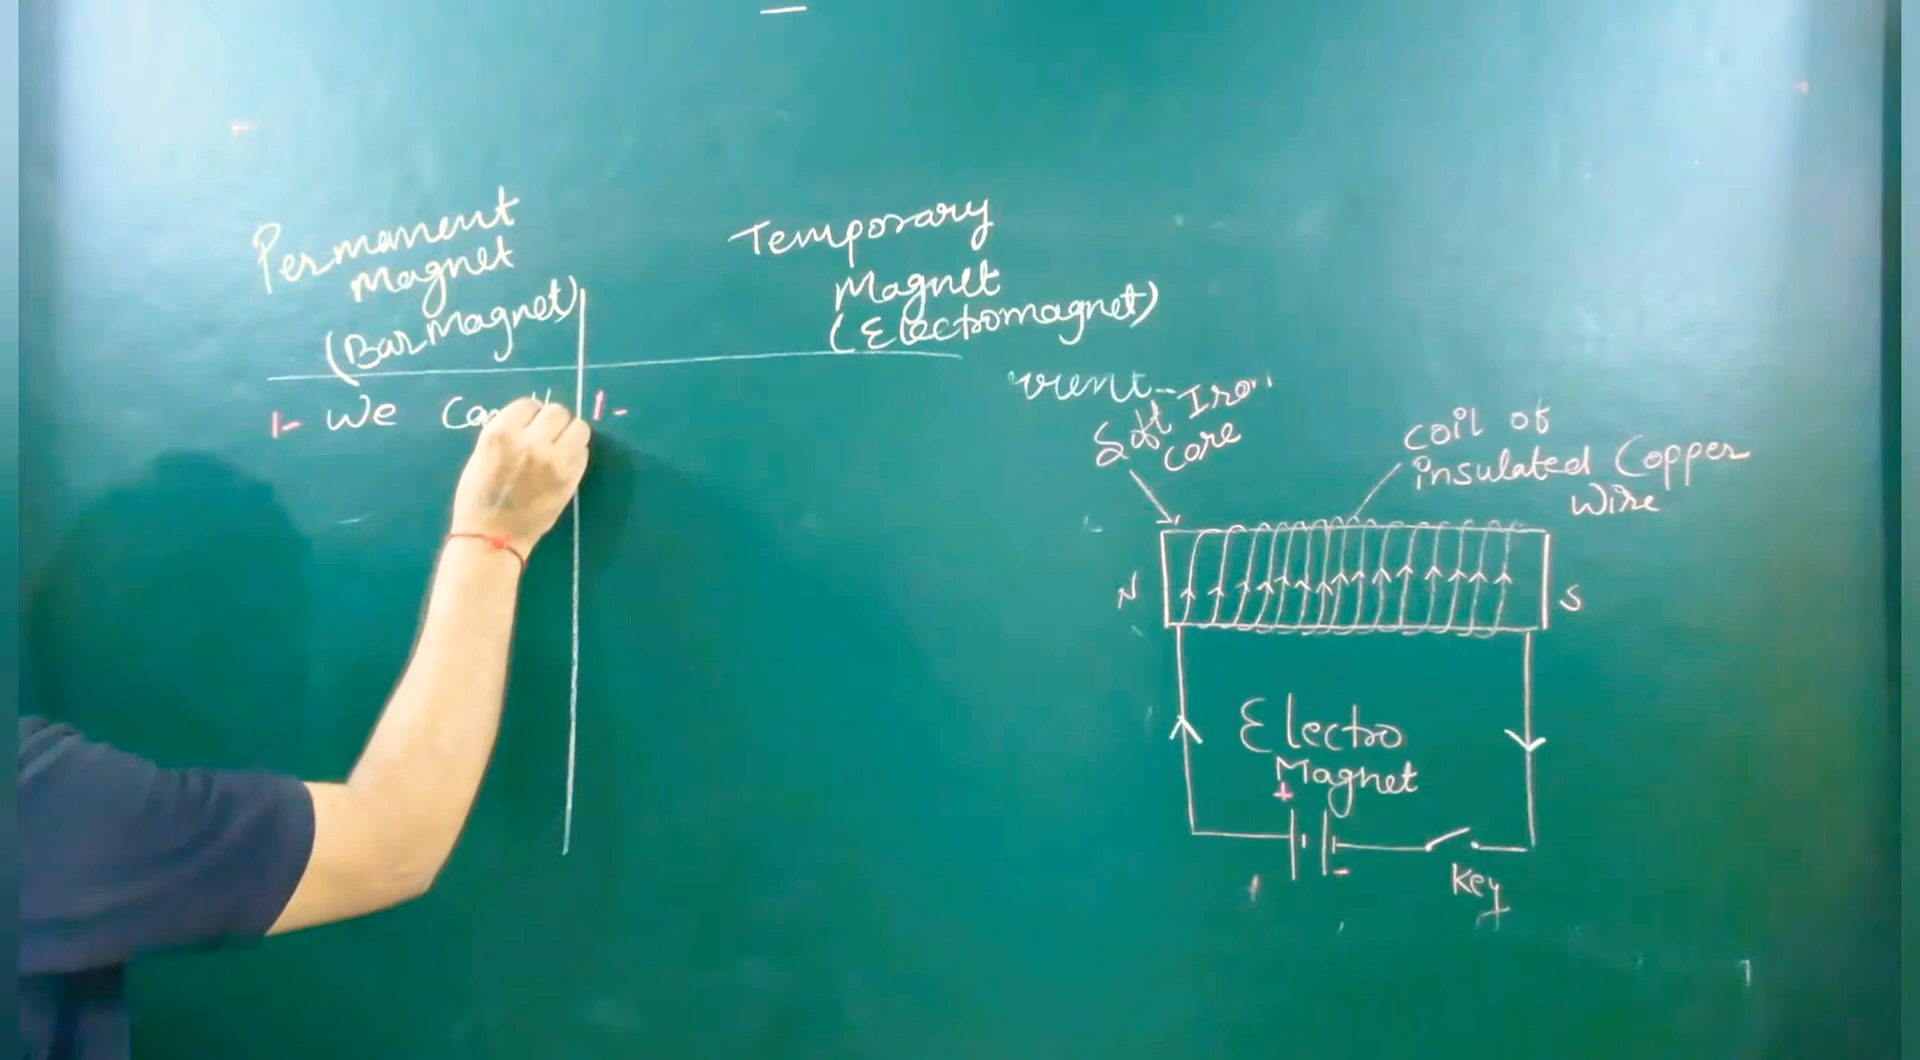 Permanent
Magnet
(Bar Magnet)
Temporary
Magnet
(Electromagnet)
1- We
1-
Soft Iron
core
coil of
insulated Copper
Wire
N
S
Electro
Magnet
+
-
Key